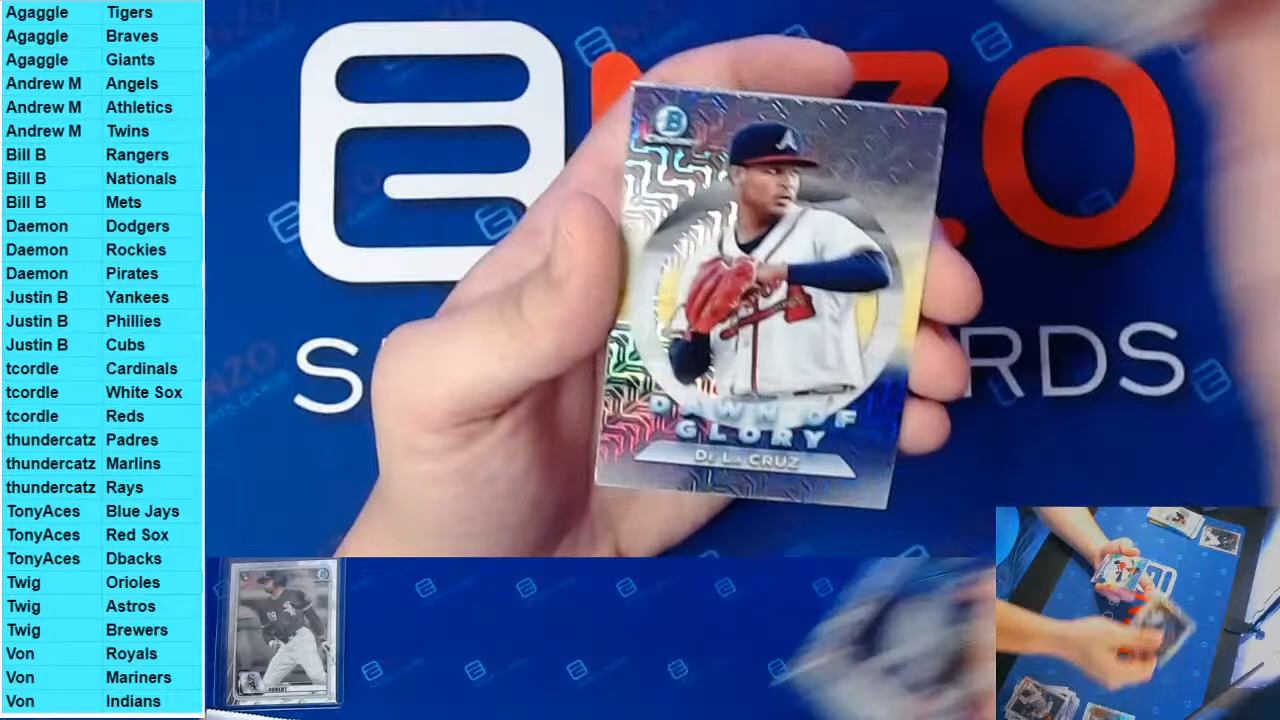 Agaggle Tigers
Agaggle Braves
Agaggle Giants
Andrew M Angels
Andrew M Athletics
Andrew M Twins
Bill B Rangers
Bill B Nationals
Bill B Mets
Daemon Dodgers
Daemon Rockies
Daemon Pirates
Justin B Yankees
Justin B Phillies
Justin B Cubs
tcordle Cardinals
tcordle White Sox
tcordle Reds
thundercatz Padres
thundercatz Marlins
thundercatz Rays
TonyAces Blue Jays
TonyAces Red Sox
TonyAces Dbacks
Twig Orioles
Twig Astros
Twig Brewers
Von Royals
Von Mariners
Von Indians
ZO
S RDS
B
A
DAWN OF
GLORY
DE LA CRUZ
ROBERT